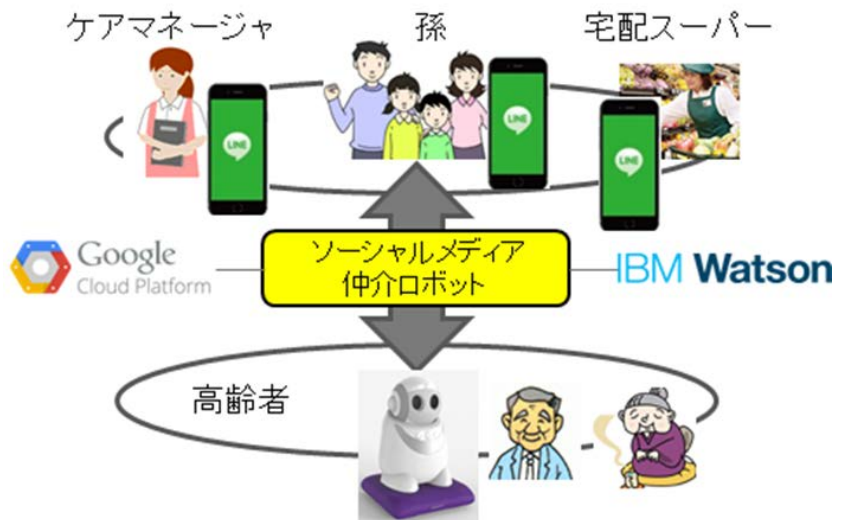 ケアマネージャ
孫
宅配スーパー
LINE
LINE
LINE
Google
Cloud Platform
ソーシャルメディア
仲介ロボット
IBM Watson
高齢者